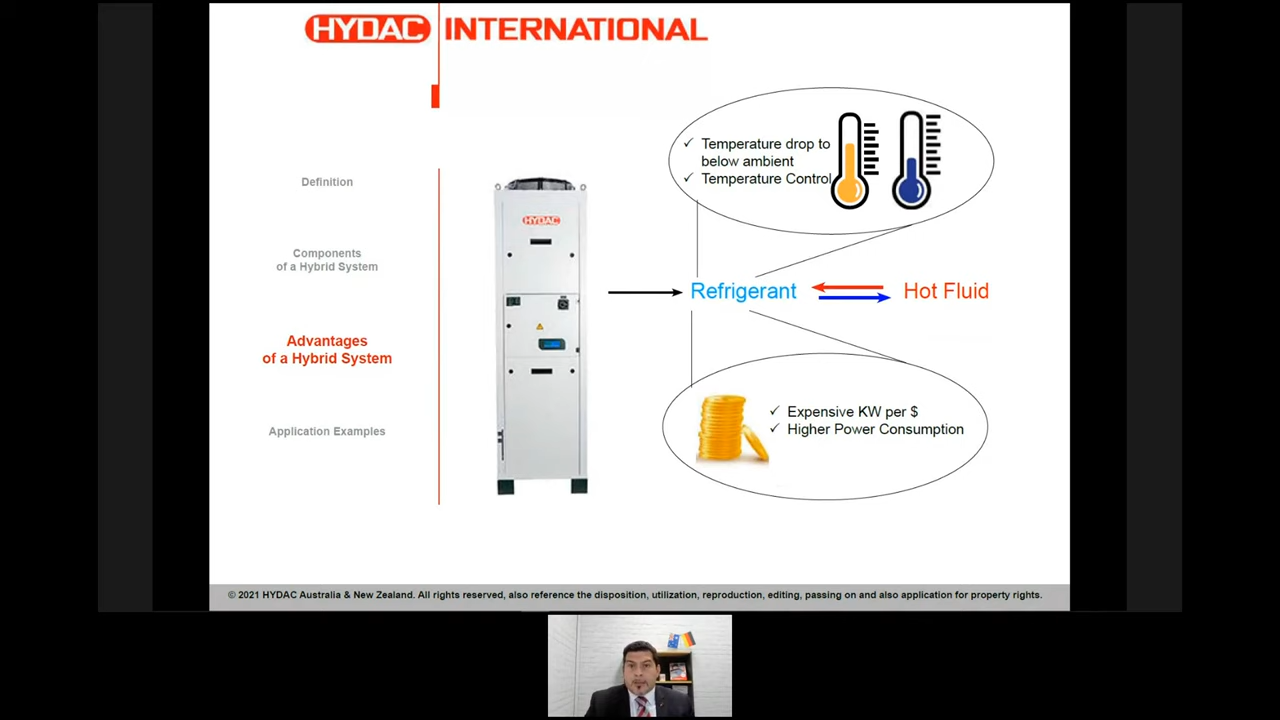 HYDAC INTERNATIONAL
Definition
Components
of a Hybrid System
Advantages
of a Hybrid System
Application Examples
HYDAC
Temperature drop to
below ambient
Temperature Control
Refrigerant
Hot Fluid
Expensive KW per $
Higher Power Consumption
© 2021 HYDAC Australia & New Zealand. All rights reserved, also reference the disposition, utilization, reproduction, editing, passing on and also application for property rights.